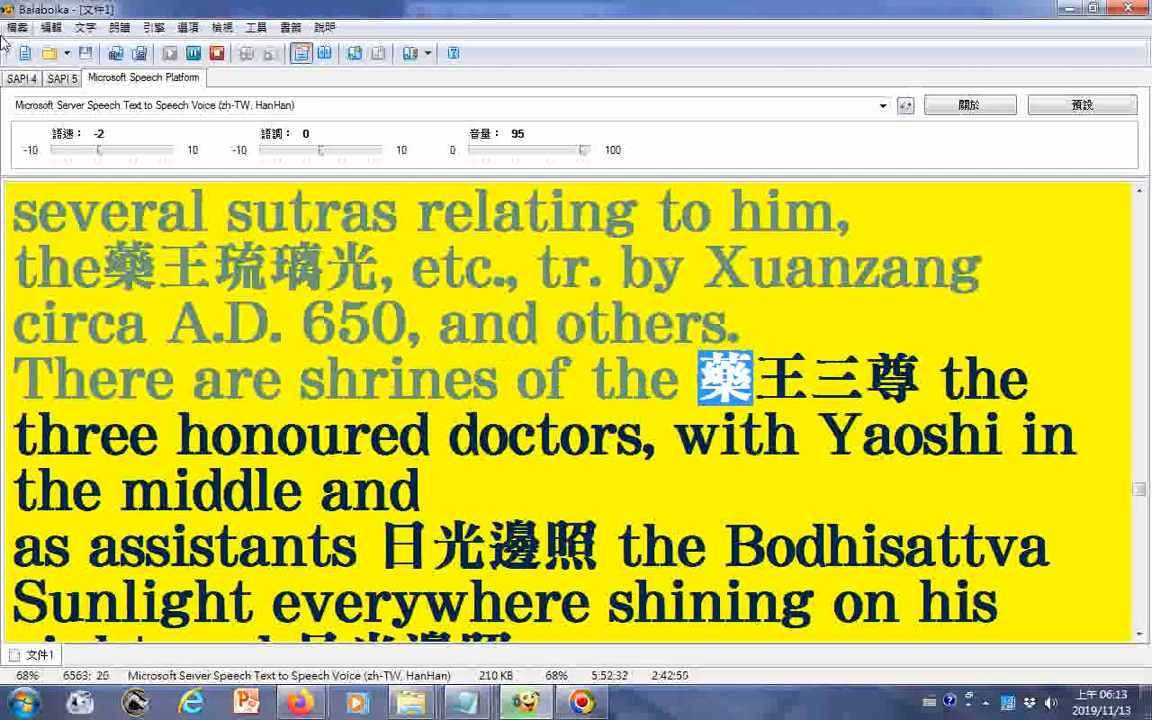 Balabolka - [文件1]
檔案 編輯 文字 朗讀 引擎 選項 檢視 工具 書籤 說明
SAPI 4 SAPI 5 Microsoft Speech Platform
Microsoft Server Speech Text to Speech Voice (zh-TW, HanHan) 關於 預設
語速： -2 語調： 0 音量： 95
-10 10 -10 10 0 100
several sutras relating to him,
the藥王琉璃光, etc., tr. by Xuanzang
circa A.D. 650, and others.
There are shrines of the 藥王三尊 the
three honoured doctors, with Yaoshi in
the middle and
as assistants 日光邊照 the Bodhisattva
Sunlight everywhere shining on his
文件1
68% 6563: 26 Microsoft Server Speech Text to Speech Voice (zh-TW, HanHan) 210 KB 68% 5:52:32 2:42:59
上午 06:13
2019/11/13